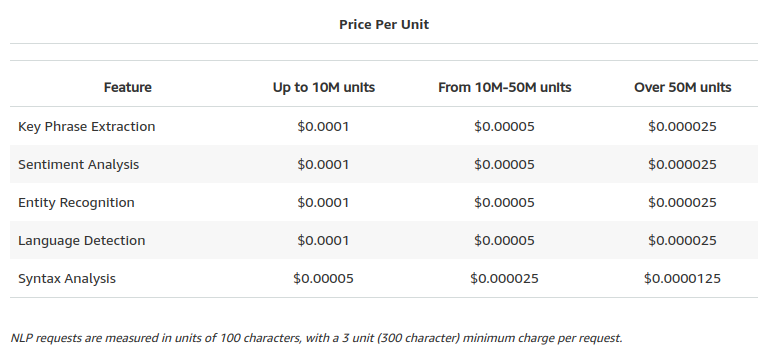 Price Per Unit
Feature Up to 10M units From 10M-50M units Over 50M units
Key Phrase Extraction $0.0001 $0.00005 $0.000025
Sentiment Analysis $0.0001 $0.00005 $0.000025
Entity Recognition $0.0001 $0.00005 $0.000025
Language Detection $0.0001 $0.00005 $0.000025
Syntax Analysis $0.00005 $0.000025 $0.0000125
NLP requests are measured in units of 100 characters, with a 3 unit (300 character) minimum charge per request.